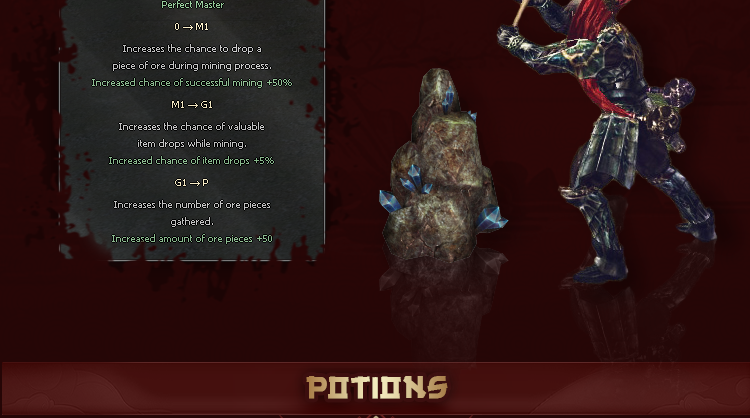 Perfect Master
0 → M1
Increases the chance to drop a
piece of ore during mining process.
Increased chance of successful mining +50%
M1 → G1
Increases the chance of valuable
item drops while mining.
Increased chance of item drops +5%
G1 → P
Increases the number of ore pieces
gathered.
Increased amount of ore pieces +50
POTIONS